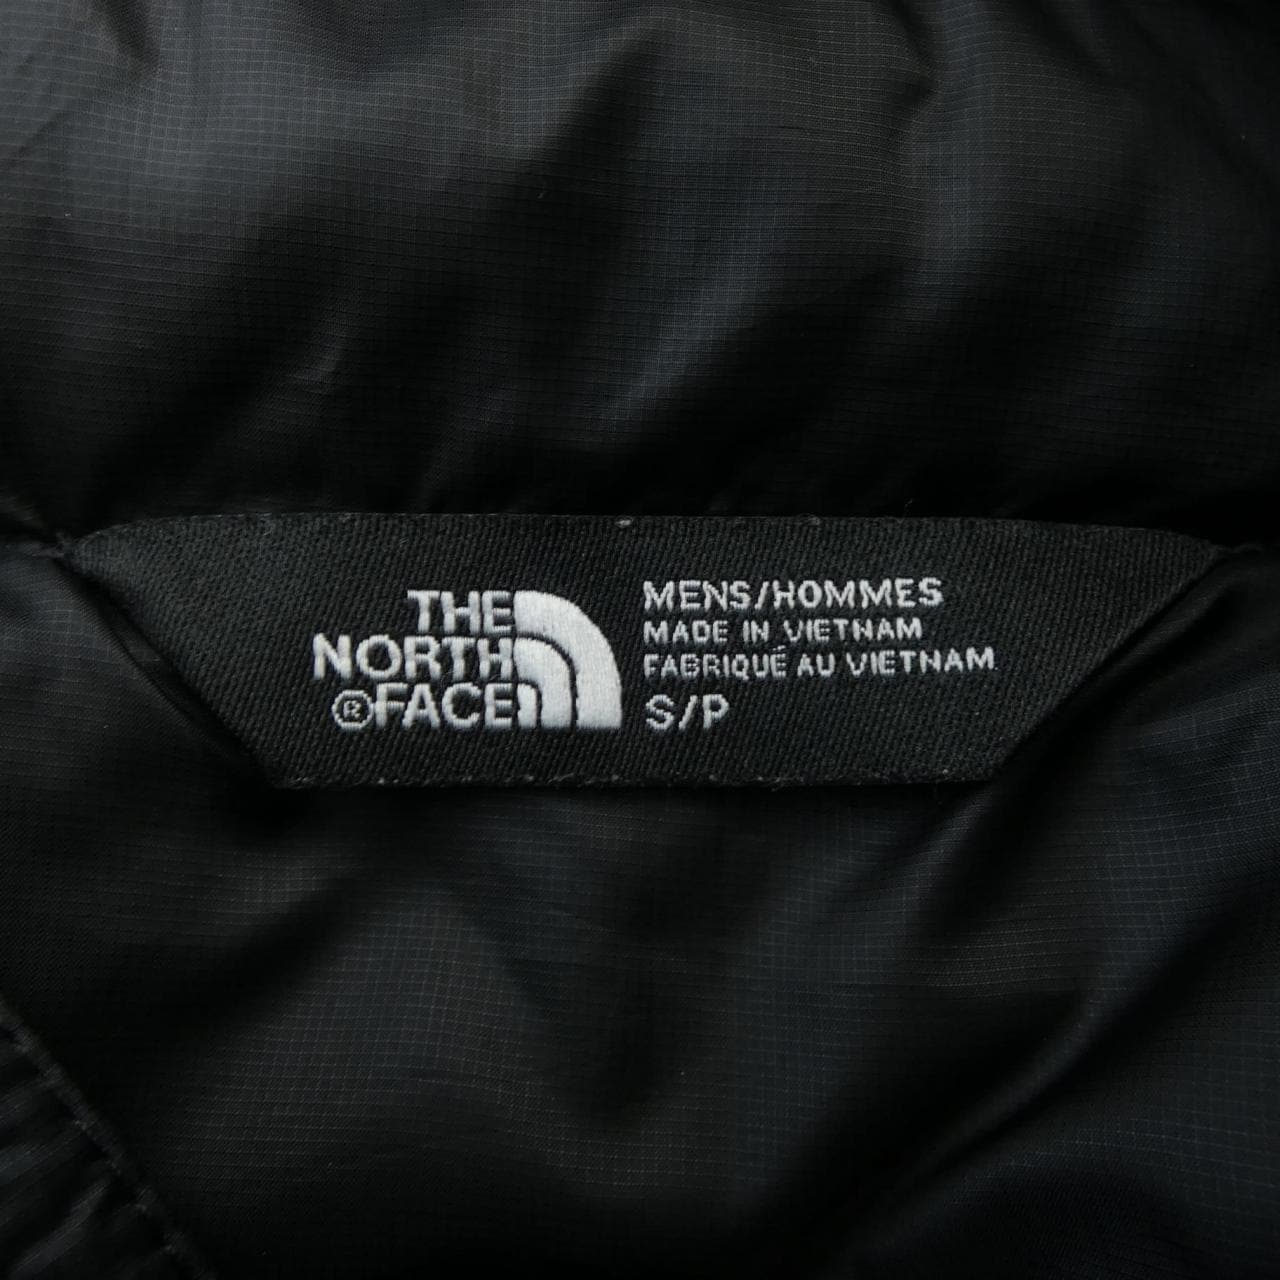 THE
NORTH
®FACE
MENS/HOMMES
MADE IN VIETNAM
FABRIQUÉ AU VIETNAM
S/P